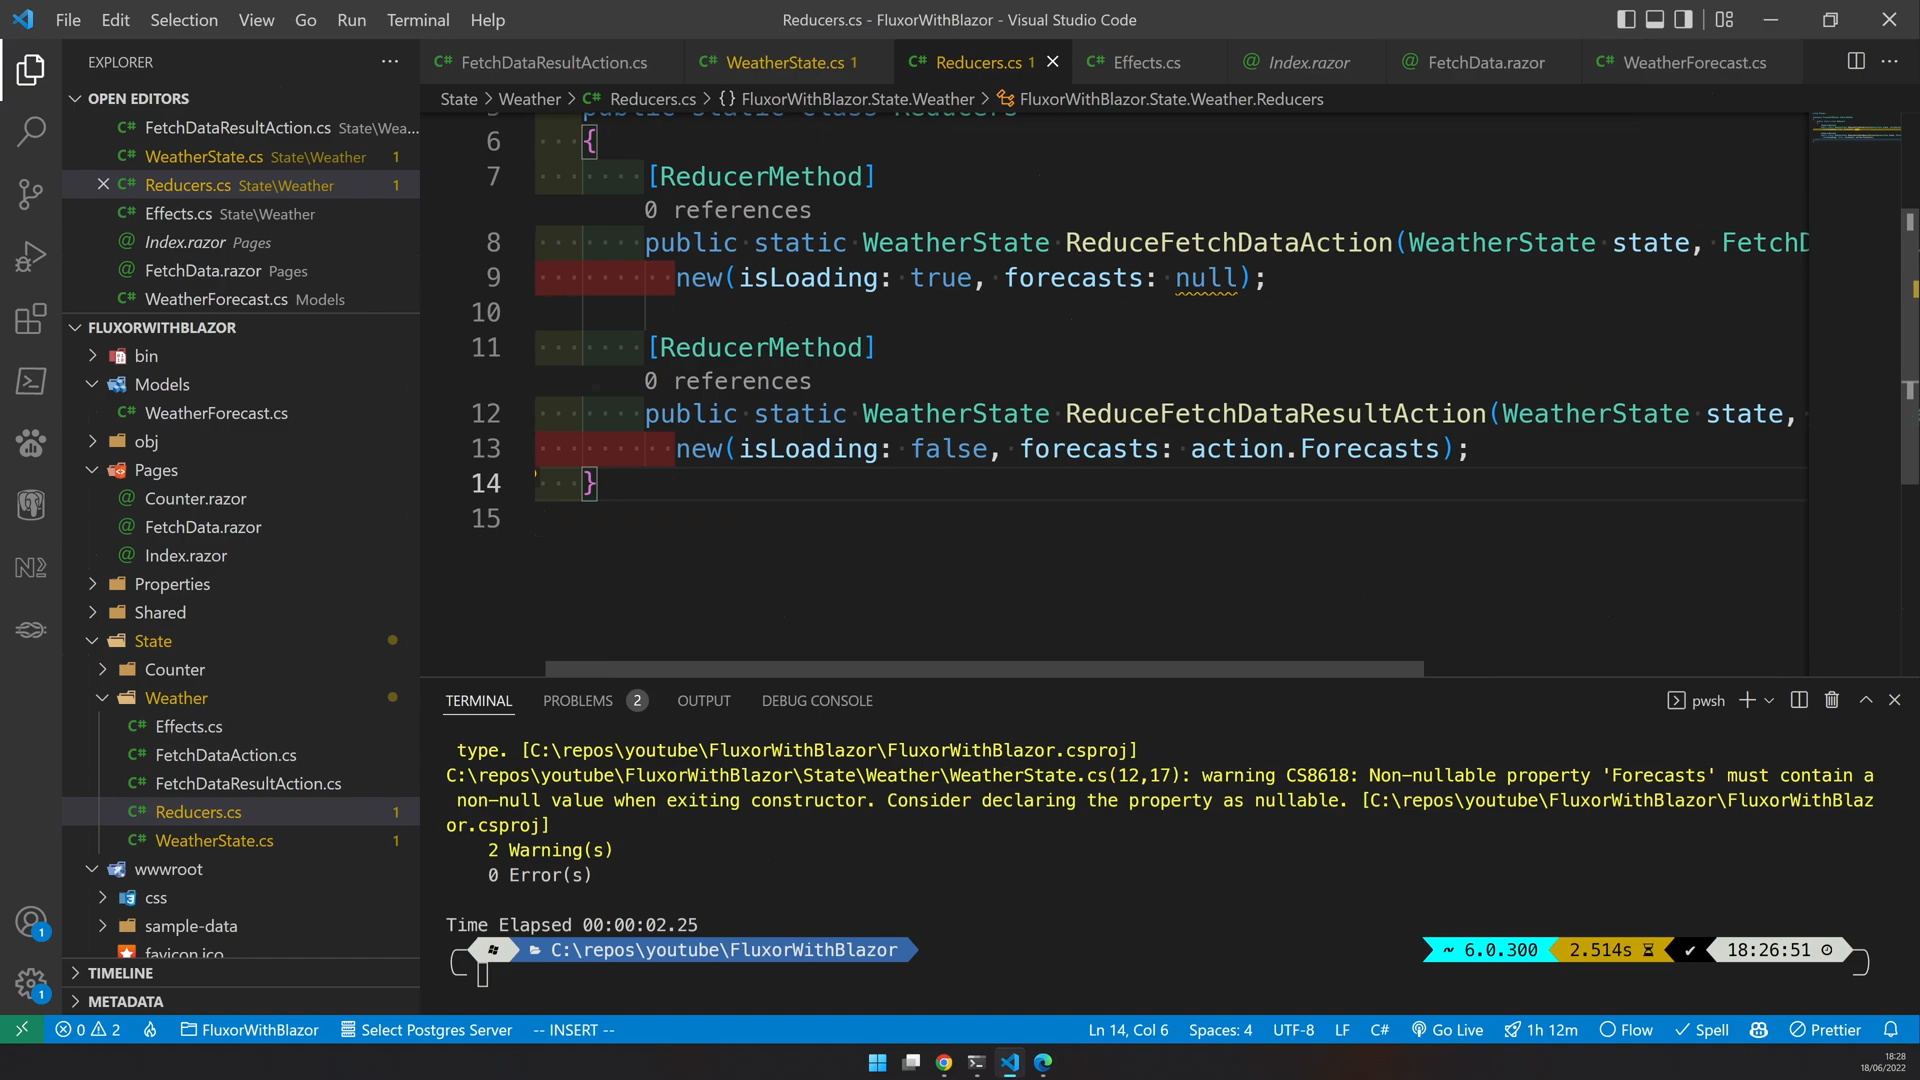 File Edit Selection View Go Run Terminal Help
Reducers.cs - FluxorWithBlazor - Visual Studio Code
EXPLORER
OPEN EDITORS
C# FetchDataResultAction.cs State\Wea...
C# WeatherState.cs State\Weather 1
C# Reducers.cs State\Weather 1
C# Effects.cs State\Weather
@ Index.razor Pages
@ FetchData.razor Pages
C# WeatherForecast.cs Models
FLUXORWITHBLAZOR
bin
Models
C# WeatherForecast.cs
obj
Pages
@ Counter.razor
@ FetchData.razor
@ Index.razor
Properties
Shared
State
Counter
Weather
C# Effects.cs
C# FetchDataAction.cs
C# FetchDataResultAction.cs
C# Reducers.cs 1
C# WeatherState.cs 1
wwwroot
css
sample-data
favicon.ico
TIMELINE
METADATA
C# FetchDataResultAction.cs C# WeatherState.cs 1 C# Reducers.cs 1 C# Effects.cs @ Index.razor @ FetchData.razor C# WeatherForecast.cs
State > Weather > C# Reducers.cs > {} FluxorWithBlazor.State.Weather > FluxorWithBlazor.State.Weather.Reducers
5 public static class Reducers
6 {
7 [ReducerMethod]
0 references
8 public static WeatherState ReduceFetchDataAction(WeatherState state, FetchD
9 new(isLoading: true, forecasts: null);
10
11 [ReducerMethod]
0 references
12 public static WeatherState ReduceFetchDataResultAction(WeatherState state,
13 new(isLoading: false, forecasts: action.Forecasts);
14 }
15
TERMINAL PROBLEMS 2 OUTPUT DEBUG CONSOLE
pwsh
type. [C:\repos\youtube\FluxorWithBlazor\FluxorWithBlazor.csproj]
C:\repos\youtube\FluxorWithBlazor\State\Weather\WeatherState.cs(12,17): warning CS8618: Non-nullable property 'Forecasts' must contain a
non-null value when exiting constructor. Consider declaring the property as nullable. [C:\repos\youtube\FluxorWithBlazor\FluxorWithBlaz
or.csproj]
2 Warning(s)
0 Error(s)
Time Elapsed 00:00:02.25
C:\repos\youtube\FluxorWithBlazor
~ 6.0.300 2.514s ✔ 18:26:51
1
1
0 2 FluxorWithBlazor Select Postgres Server -- INSERT --
Ln 14, Col 6 Spaces: 4 UTF-8 LF C# Go Live 1h 12m Flow Spell Prettier
18:28
18/06/2022